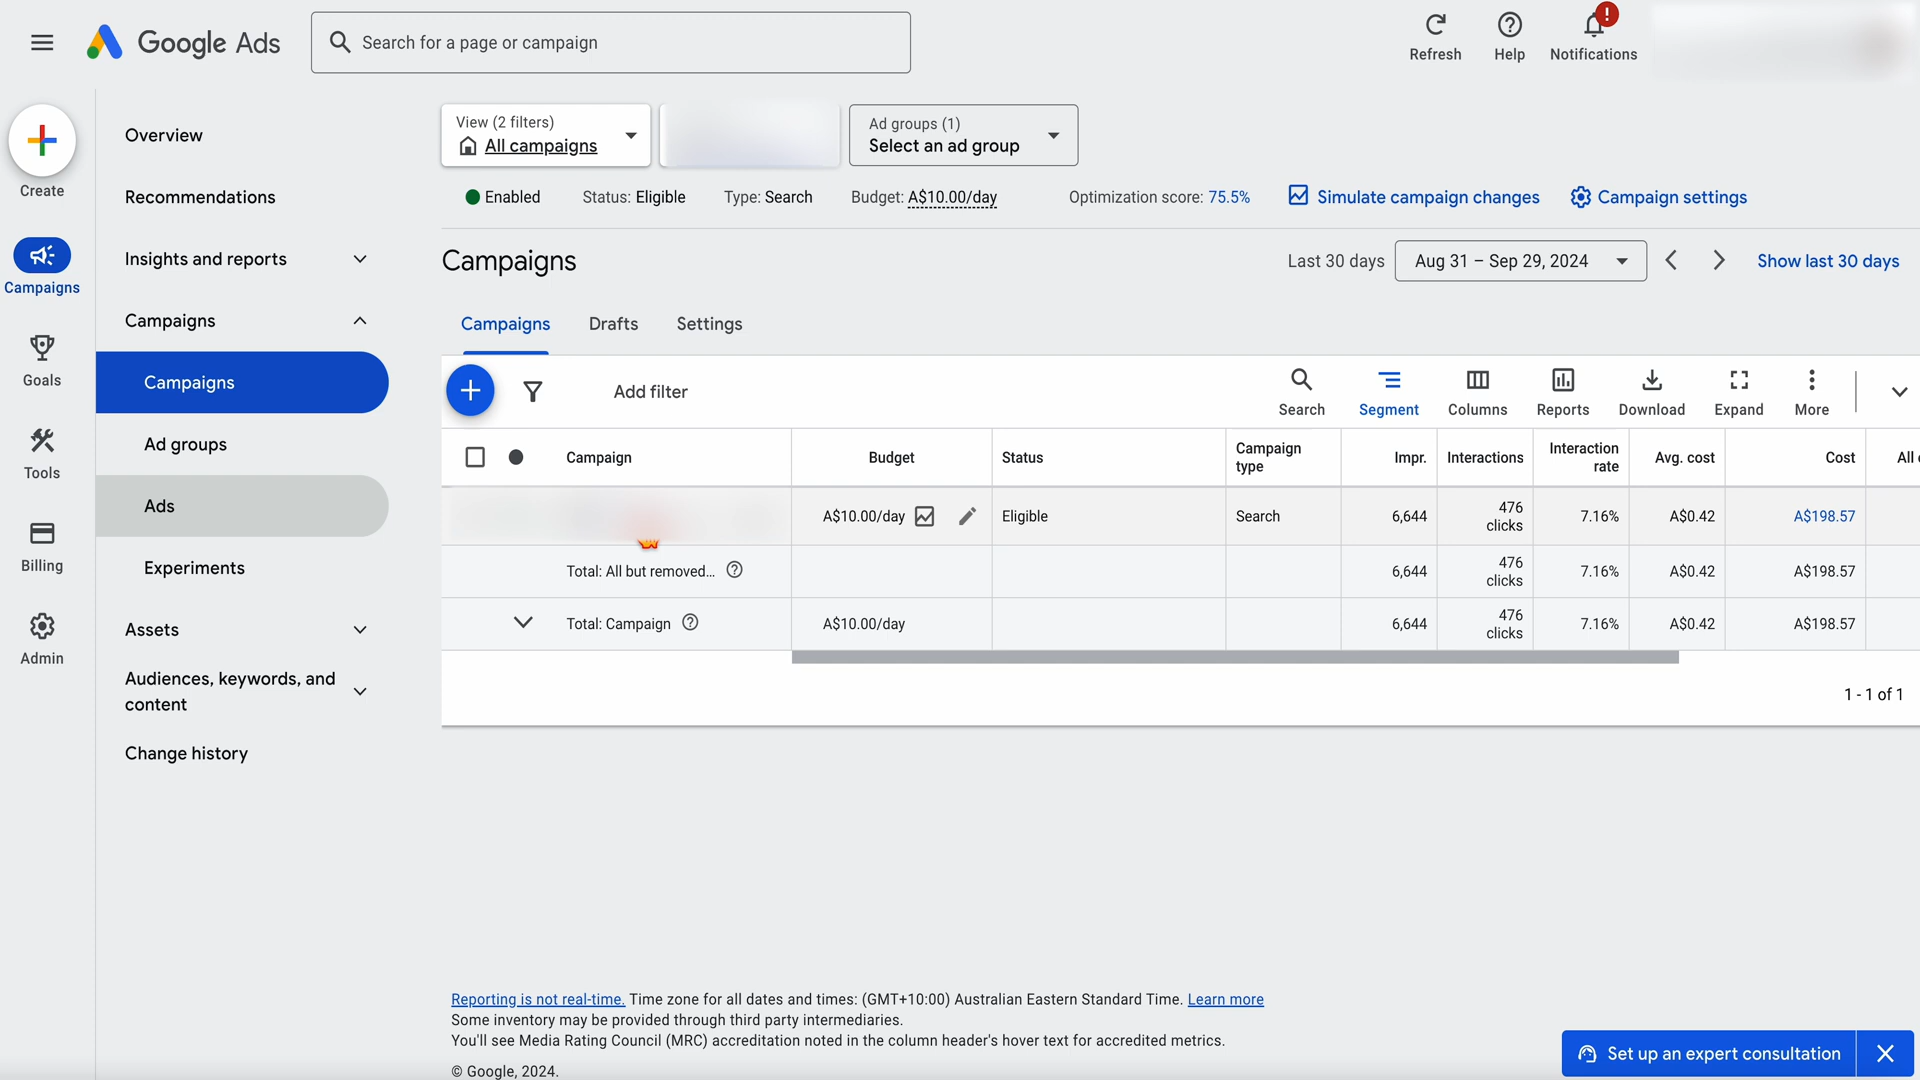 Google Ads
Search for a page or campaign
Refresh
Help
Notifications
Create
Campaigns
Goals
Tools
Billing
Admin
Overview
Recommendations
Insights and reports
Campaigns
Campaigns
Ad groups
Ads
Experiments
Assets
Audiences, keywords, and
content
Change history
View (2 filters)
All campaigns
Ad groups (1)
Select an ad group
Enabled
Status: Eligible
Type: Search
Budget: A$10.00/day
Optimization score: 75.5%
Simulate campaign changes
Campaign settings
Campaigns
Last 30 days
Aug 31 – Sep 29, 2024
Show last 30 days
Campaigns
Drafts
Settings
Add filter
Search
Segment
Columns
Reports
Download
Expand
More
Campaign
Budget
Status
Campaign
type
Impr.
Interactions
Interaction
rate
Avg. cost
Cost
All
A$10.00/day
Eligible
Search
6,644
476
clicks
7.16%
A$0.42
A$198.57
Total: All but removed...
6,644
476
clicks
7.16%
A$0.42
A$198.57
Total: Campaign
A$10.00/day
6,644
476
clicks
7.16%
A$0.42
A$198.57
1 - 1 of 1
Reporting is not real-time. Time zone for all dates and times: (GMT+10:00) Australian Eastern Standard Time. Learn more
Some inventory may be provided through third party intermediaries.
You'll see Media Rating Council (MRC) accreditation noted in the column header's hover text for accredited metrics.
© Google, 2024.
Set up an expert consultation